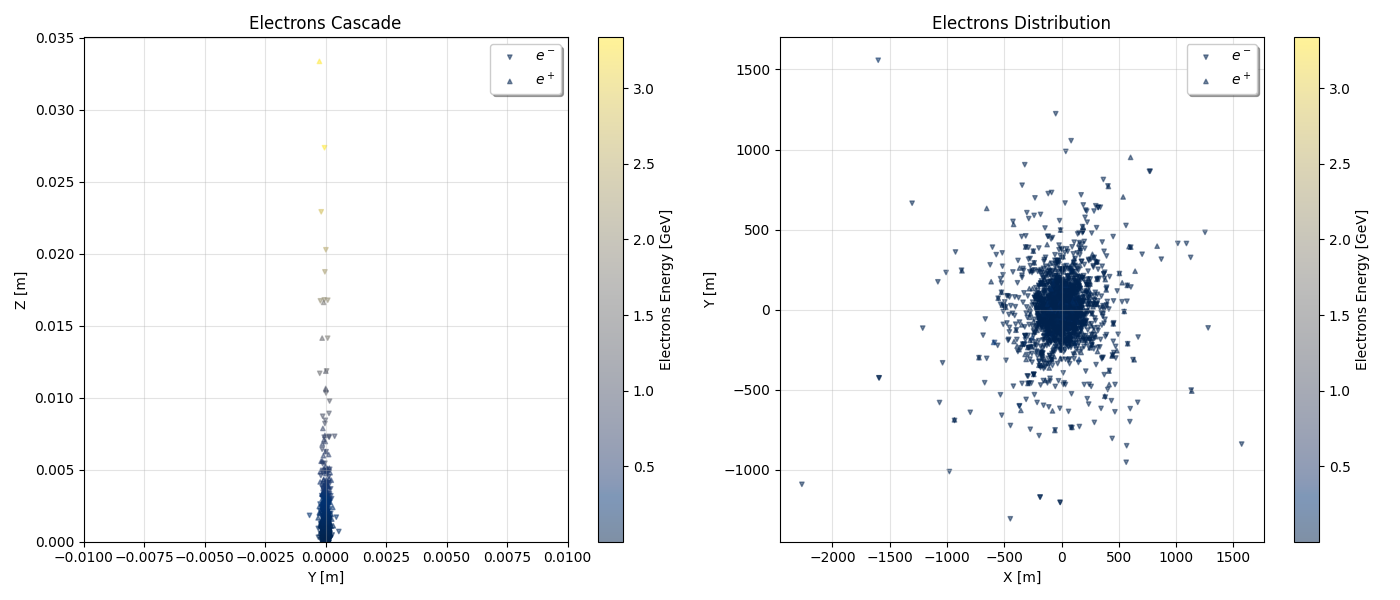 Electrons Cascade
0.035
0.030
0.025
0.020
0.015
0.010
0.005
0.000
Z [m]
−0.0100 −0.0075 −0.0050 −0.0025 0.0000 0.0025 0.0050 0.0075 0.0100
Y [m]
e⁻
e⁺
3.0
2.5
2.0
1.5
1.0
0.5
Electrons Energy [GeV]
Electrons Distribution
1500
1000
500
0
−500
−1000
Y [m]
−2000 −1500 −1000 −500 0 500 1000 1500
X [m]
e⁻
e⁺
3.0
2.5
2.0
1.5
1.0
0.5
Electrons Energy [GeV]